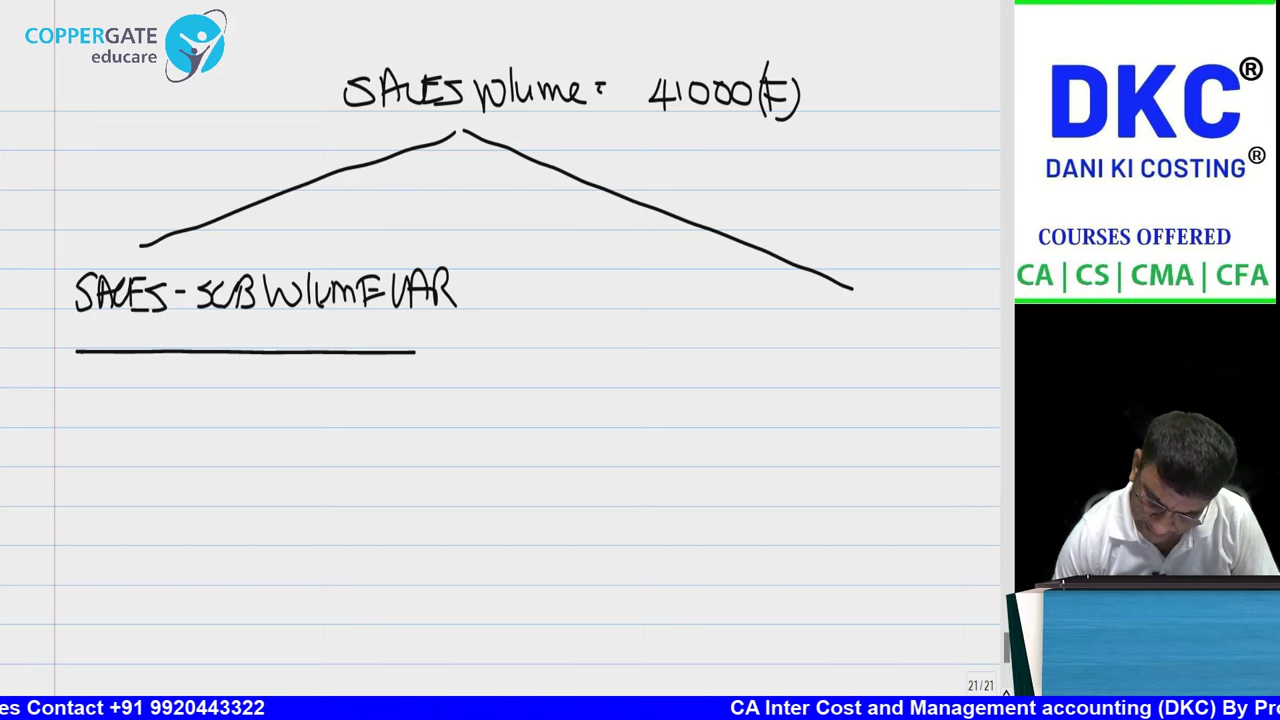 COPPERGATE
educare
SALES Volume = 41000 (F)
SALES - SUB VOLUME VAR
DKC®
DANI KI COSTING®
COURSES OFFERED
CA | CS | CMA | CFA
21/21
es Contact +91 9920443322 CA Inter Cost and Management accounting (DKC) By Pro